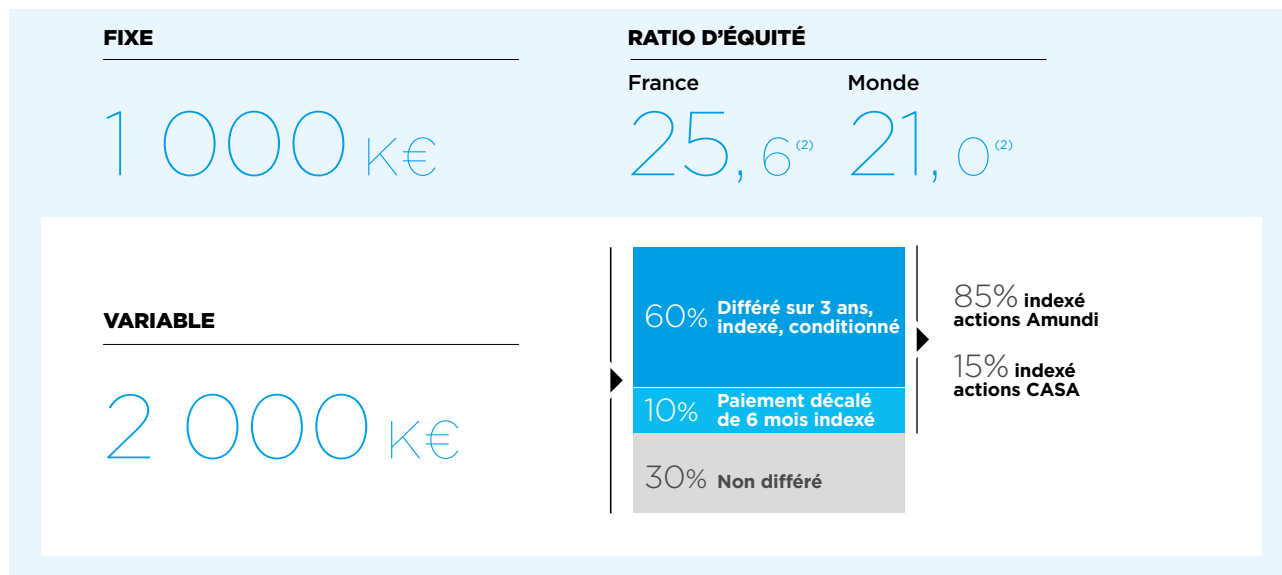 FIXE
1 000 K€
RATIO D’ÉQUITÉ
France
25,6 (2)
Monde
21,0 (2)
VARIABLE
2 000 K€
60% Différé sur 3 ans,
indexé, conditionné
10% Paiement décalé
de 6 mois indexé
30% Non différé
85% indexé
actions Amundi
15% indexé
actions CASA